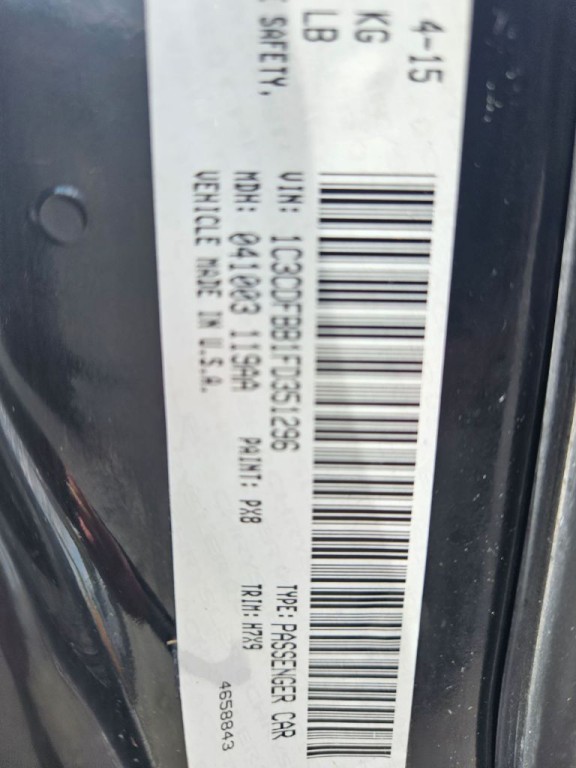 4-15
KG
LB
E SAFETY,
VIN: 1C3CDFBB1FD351296
TYPE: PASSENGER CAR
MDH: 041003 119AA
PAINT: PX8
TRIM: H7X9
VEHICLE MADE IN U.S.A.
4658843